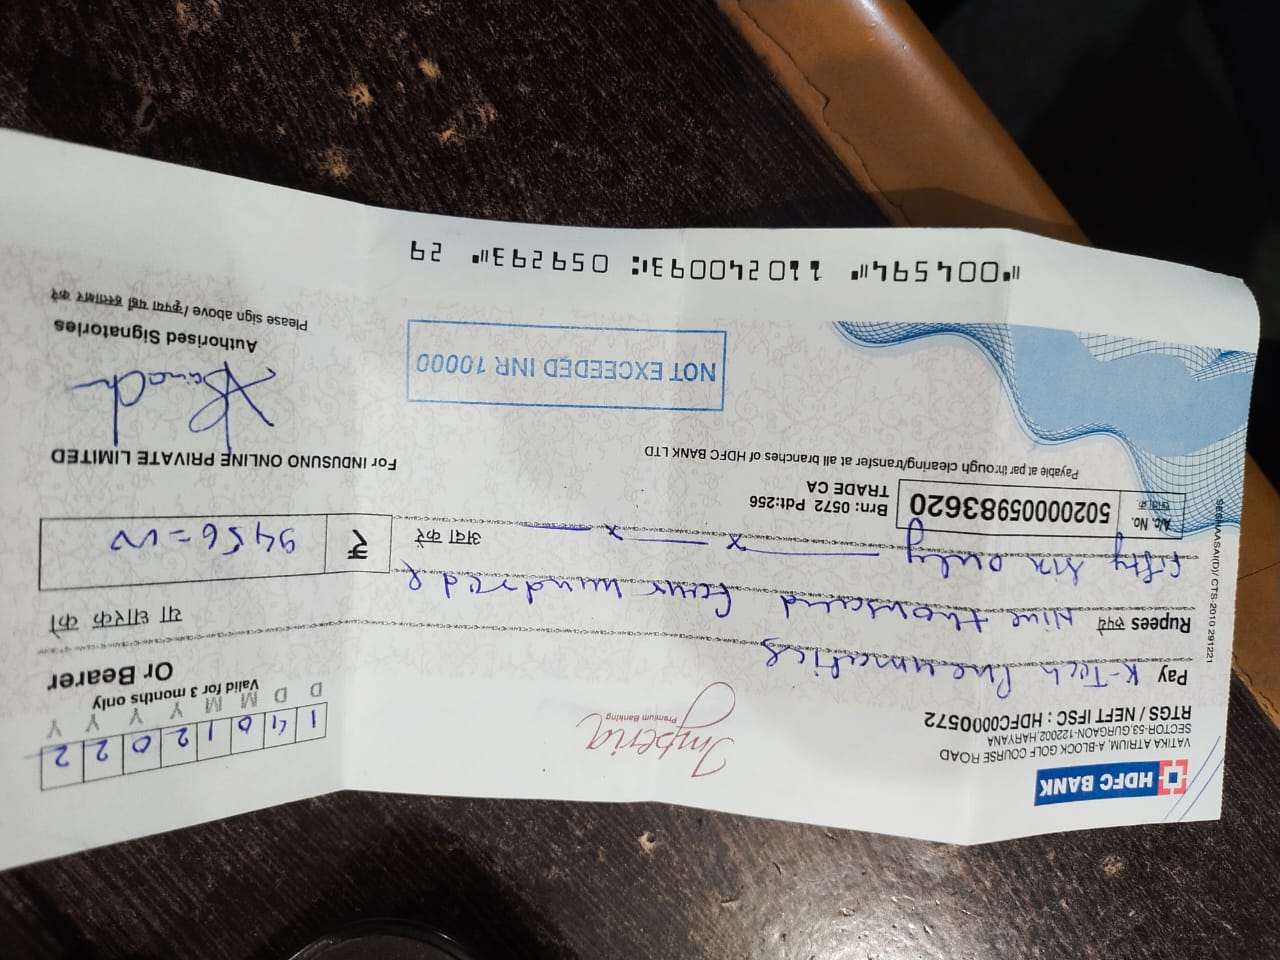 HDFC BANK
VATIKA ATRIUM, A-BLOCK GOLF COURSE ROAD
SECTOR-53, GURGAON-122002, HARYANA
RTGS / NEFT IFSC : HDFC0000572
Imperia
Premium Banking
1 4 0 1 2 0 2 2
D D M M Y Y Y Y
Valid for 3 months only
Pay K-Tech Pneumatics Or Bearer
या धारक को
Rupees रुपये Nine thousand four hundred
fifty six only x x अदा करें
₹ 9456=00
A/c. No. 50200005983620
Brn: 0572 Pdt:256
TRADE CA
For INDUSUNO ONLINE PRIVATE LIMITED
Payable at par through clearing/transfer at all branches of HDFC BANK LTD
NOT EXCEEDED INR 10000
Authorised Signatories
Please sign above / कृपया यहाँ हस्ताक्षर करें
⑈004594⑈ 110240093⑆ 059293⑈ 29
CTS-2010 291221